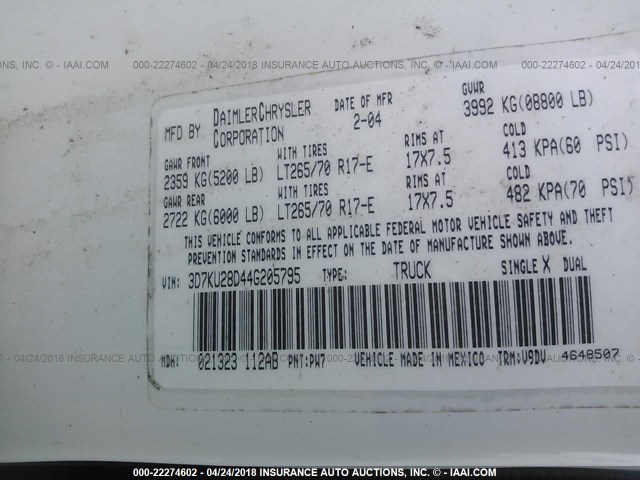 NCE AUTO AUCTIONS, INC. - © IAAI.COM
000-22274602 - 04/24/2018 INSURANCE AUTO AUCTIONS, INC. - © IAAI.COM
MFD BY DAIMLERCHRYSLER CORPORATION DATE OF MFR 2-04 GVWR 3992 KG(08800 LB)
GAWR FRONT WITH TIRES RIMS AT COLD
2359 KG(5200 LB) LT265/70 R17-E 17X7.5 413 KPA(60 PSI)
GAWR REAR WITH TIRES RIMS AT COLD
2722 KG(6000 LB) LT265/70 R17-E 17X7.5 482 KPA(70 PSI)
THIS VEHICLE CONFORMS TO ALL APPLICABLE FEDERAL MOTOR VEHICLE SAFETY AND THEFT
PREVENTION STANDARDS IN EFFECT ON THE DATE OF MANUFACTURE SHOWN ABOVE.
VIN: 3D7KU28D44G205795 TYPE: TRUCK SINGLE X DUAL
MDH: 021323 112AB PNT:PW7 VEHICLE MADE IN MEXICO TRM:V9DV 4648507
000-22274602 - 04/24/2018 INSURANCE AUTO AUCTIONS, INC. - © IAAI.COM